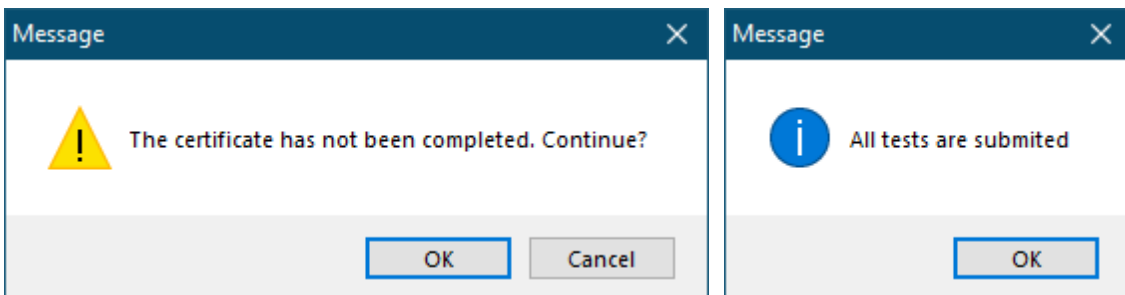 Message
The certificate has not been completed. Continue?
OK
Cancel
Message
All tests are submited
OK